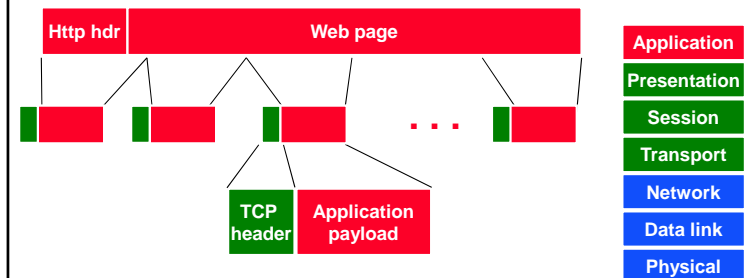 Http hdr
Web page
. . .
TCP
header
Application
payload
Application
Presentation
Session
Transport
Network
Data link
Physical